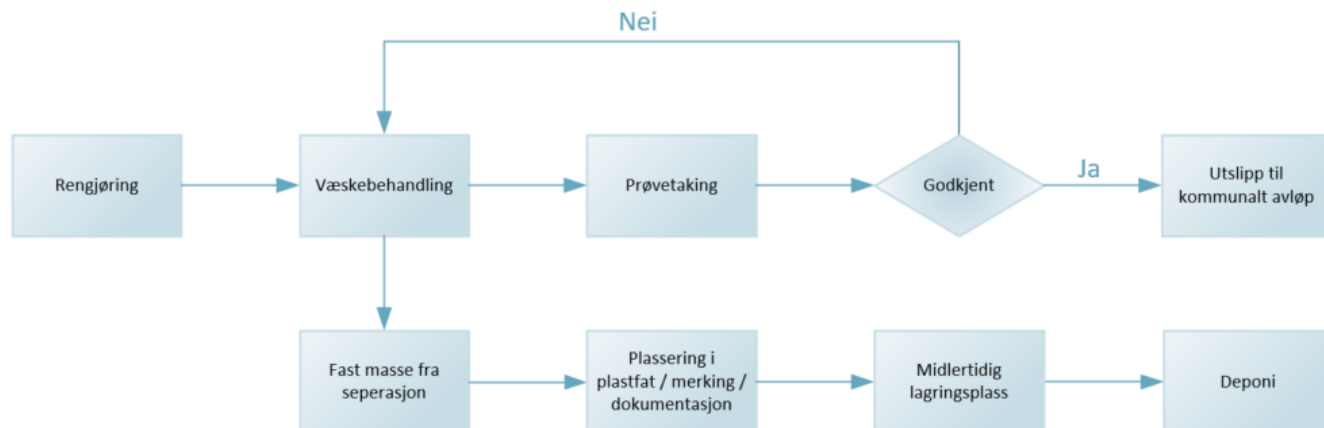 Nei
Rengjøring
Væskebehandling
Prøvetaking
Godkjent
Ja
Utslipp til
kommunalt avløp
Fast masse fra
seperasjon
Plassering i
plastfat / merking /
dokumentasjon
Midlertidig
lagringsplass
Deponi